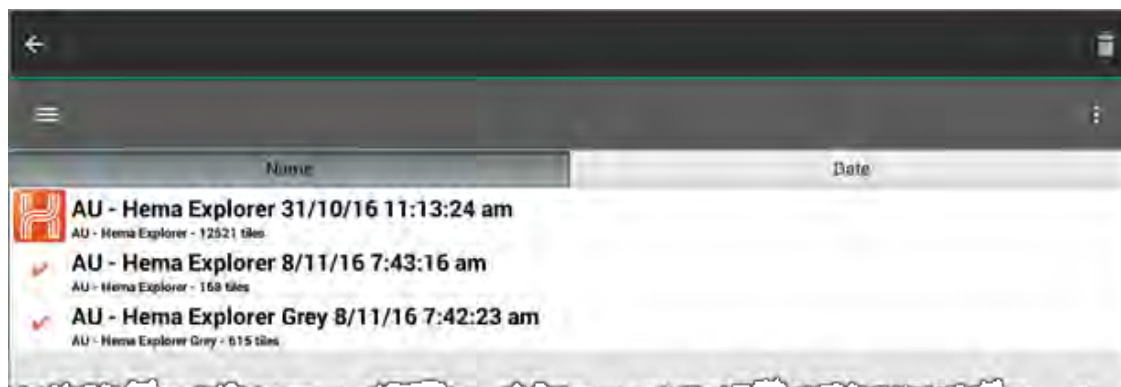 Name
Date
AU - Hema Explorer 31/10/16 11:13:24 am
AU - Hema Explorer - 12521 tiles
AU - Hema Explorer 8/11/16 7:43:16 am
AU - Hema Explorer - 168 tiles
AU - Hema Explorer Grey 8/11/16 7:42:23 am
AU - Hema Explorer Grey - 615 tiles